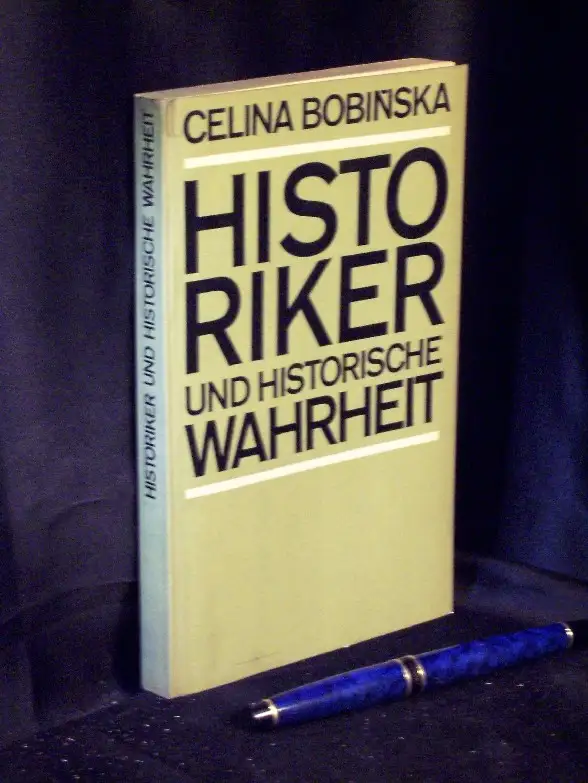 CELINA BOBIŃSKA
HISTO
RIKER
UND HISTORISCHE
WAHRHEIT
HISTORIKER UND HISTORISCHE WAHRHEIT